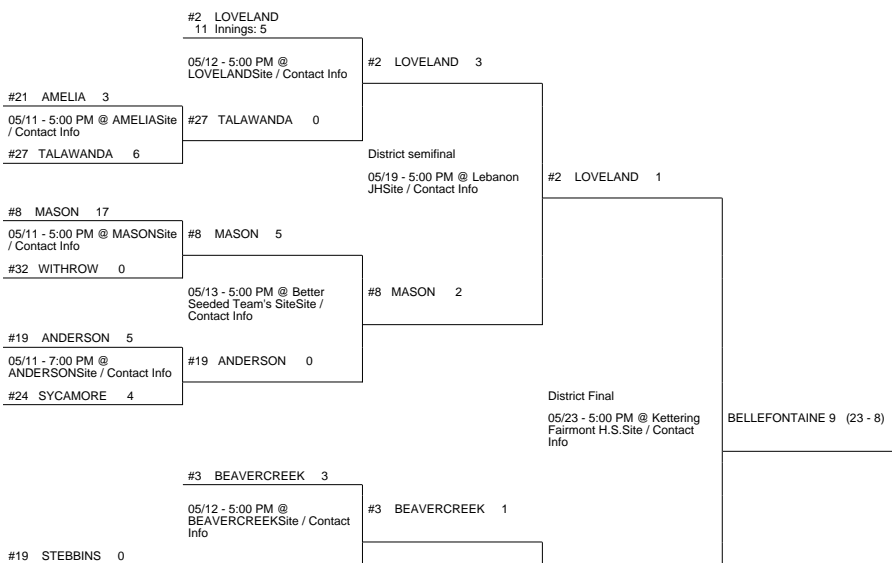 #2 LOVELAND
11 Innings: 5
05/12 - 5:00 PM @
LOVELANDSite / Contact Info
#2 LOVELAND 3
#21 AMELIA 3
05/11 - 5:00 PM @ AMELIASite
/ Contact Info
#27 TALAWANDA 0
#27 TALAWANDA 6
District semifinal
05/19 - 5:00 PM @ Lebanon
JHSite / Contact Info
#2 LOVELAND 1
#8 MASON 17
05/11 - 5:00 PM @ MASONSite
/ Contact Info
#8 MASON 5
#32 WITHROW 0
05/13 - 5:00 PM @ Better
Seeded Team's SiteSite /
Contact Info
#8 MASON 2
#19 ANDERSON 5
05/11 - 7:00 PM @
ANDERSONSite / Contact Info
#19 ANDERSON 0
#24 SYCAMORE 4
District Final
05/23 - 5:00 PM @ Kettering
Fairmont H.S.Site / Contact
Info
BELLEFONTAINE 9 (23 - 8)
#3 BEAVERCREEK 3
05/12 - 5:00 PM @
BEAVERCREEKSite / Contact
Info
#3 BEAVERCREEK 1
#19 STEBBINS 0